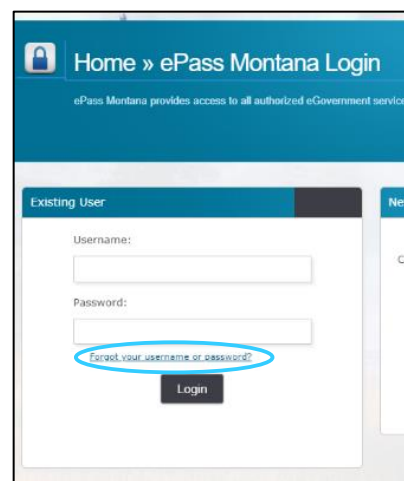 Home » ePass Montana Login
ePass Montana provides access to all authorized eGovernment service
Existing User
Username:
Password:
Forgot your username or password?
Login
Ne
C